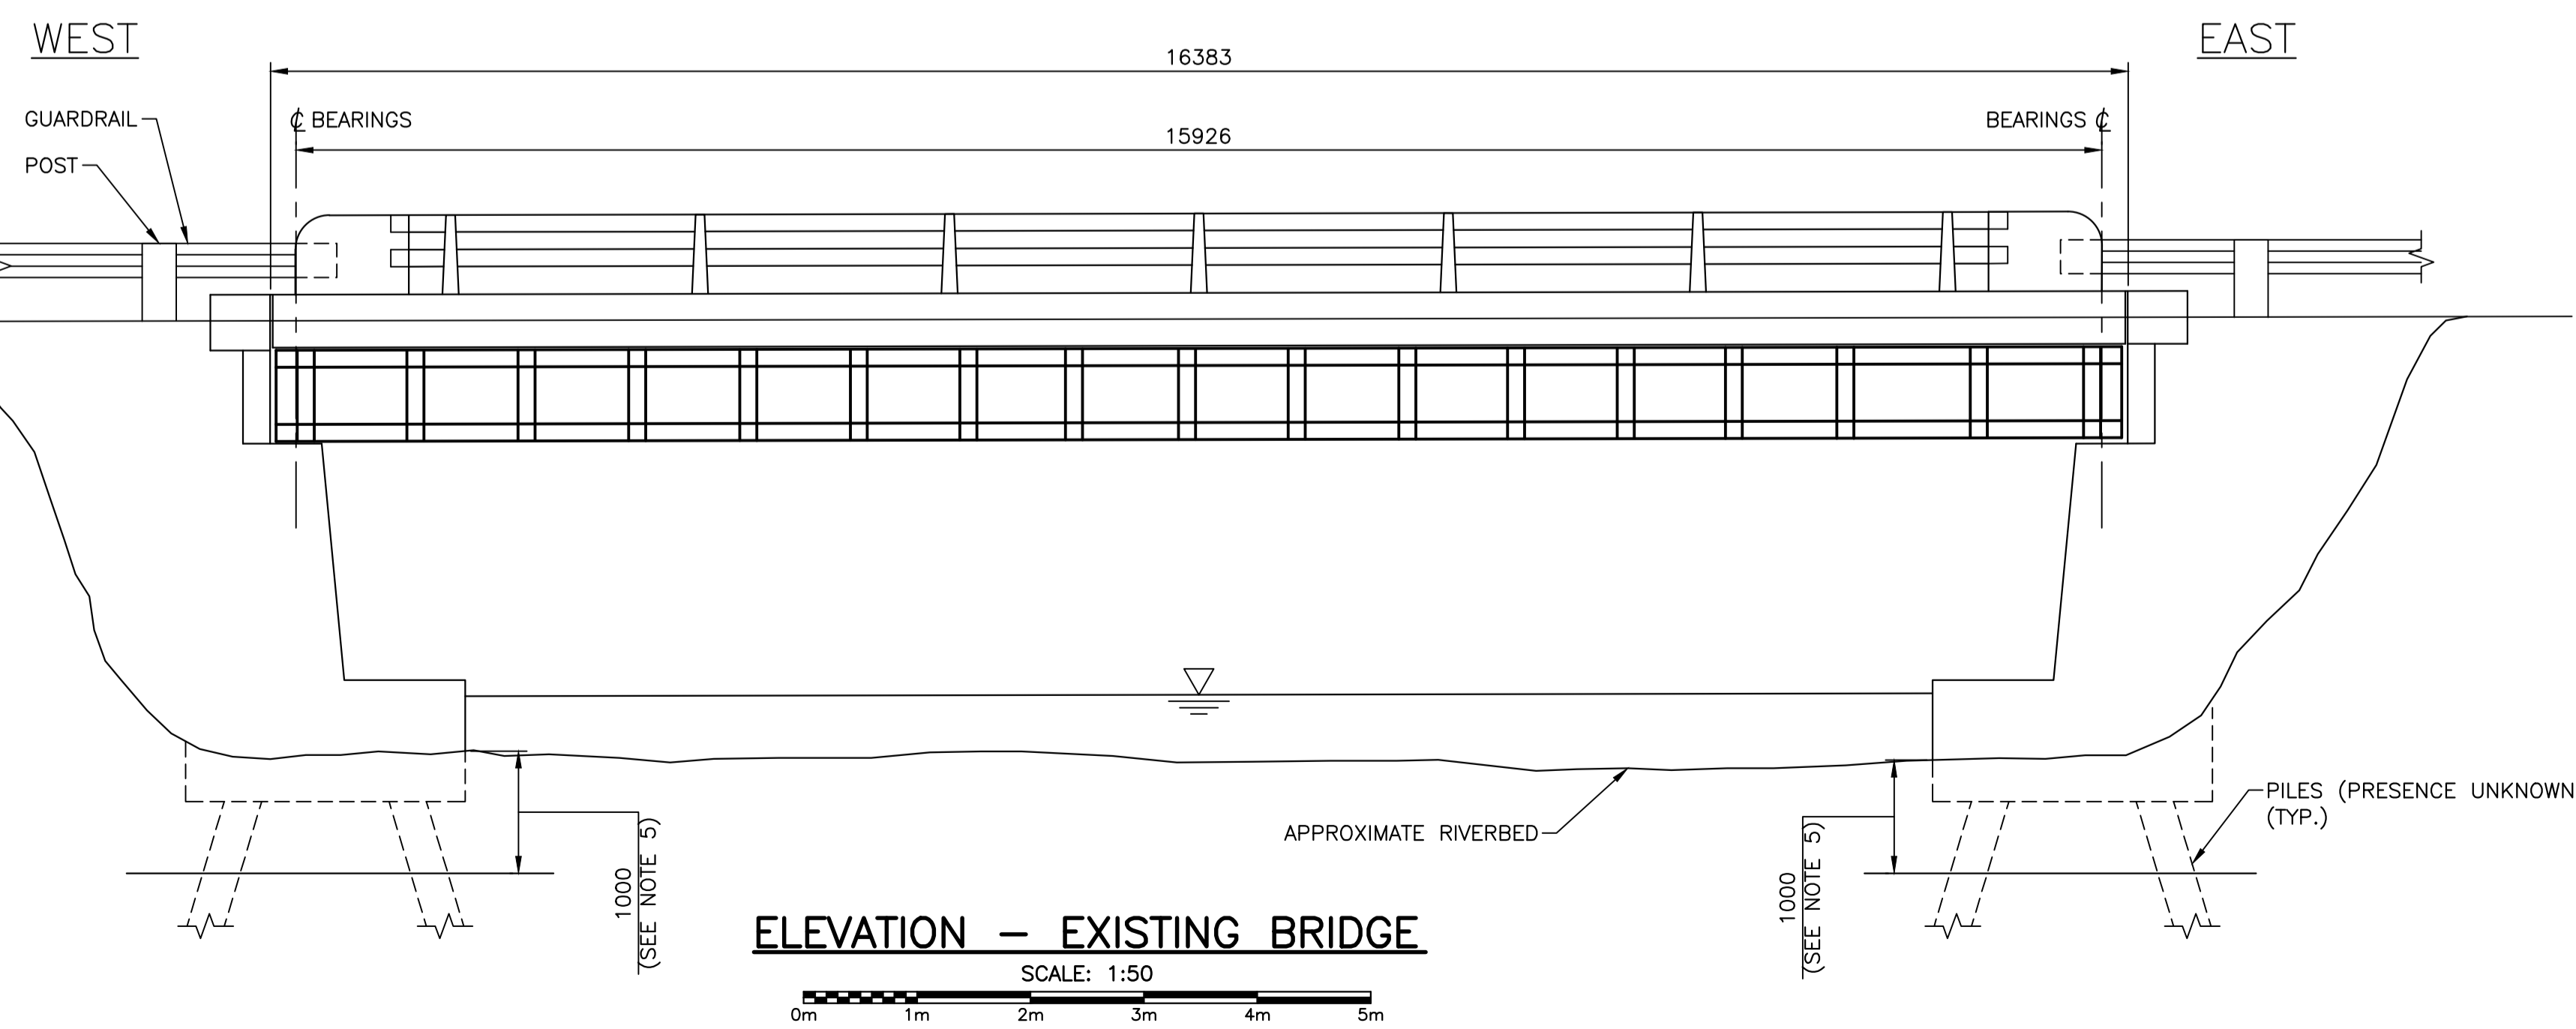 WEST
EAST
16383
GUARDRAIL
℄ BEARINGS
BEARINGS ℄
15926
POST
PILES (PRESENCE UNKNOWN
(TYP.)
APPROXIMATE RIVERBED
1000
(SEE NOTE 5)
1000
(SEE NOTE 5)
ELEVATION – EXISTING BRIDGE
SCALE: 1:50
0m 1m 2m 3m 4m 5m